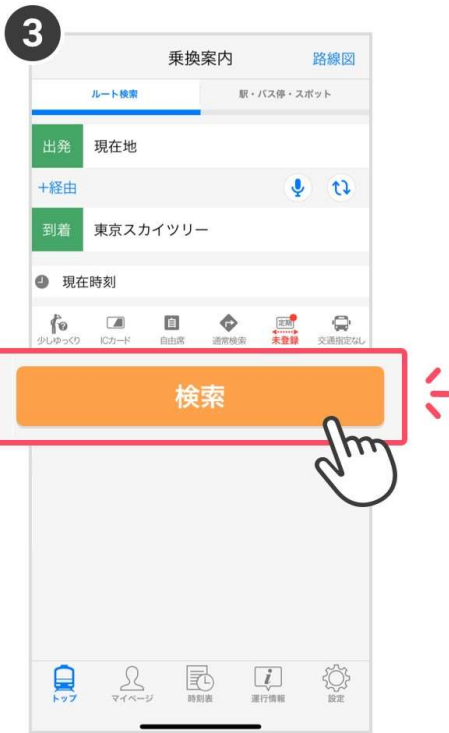 3
乗換案内 路線図
ルート検索 駅・バス停・スポット
出発 現在地
+経由
到着 東京スカイツリー
現在時刻
少しゆっくり ICカード 自由席 通常検索 定期 未登録 交通指定なし
検索
トップ マイページ 時刻表 運行情報 設定